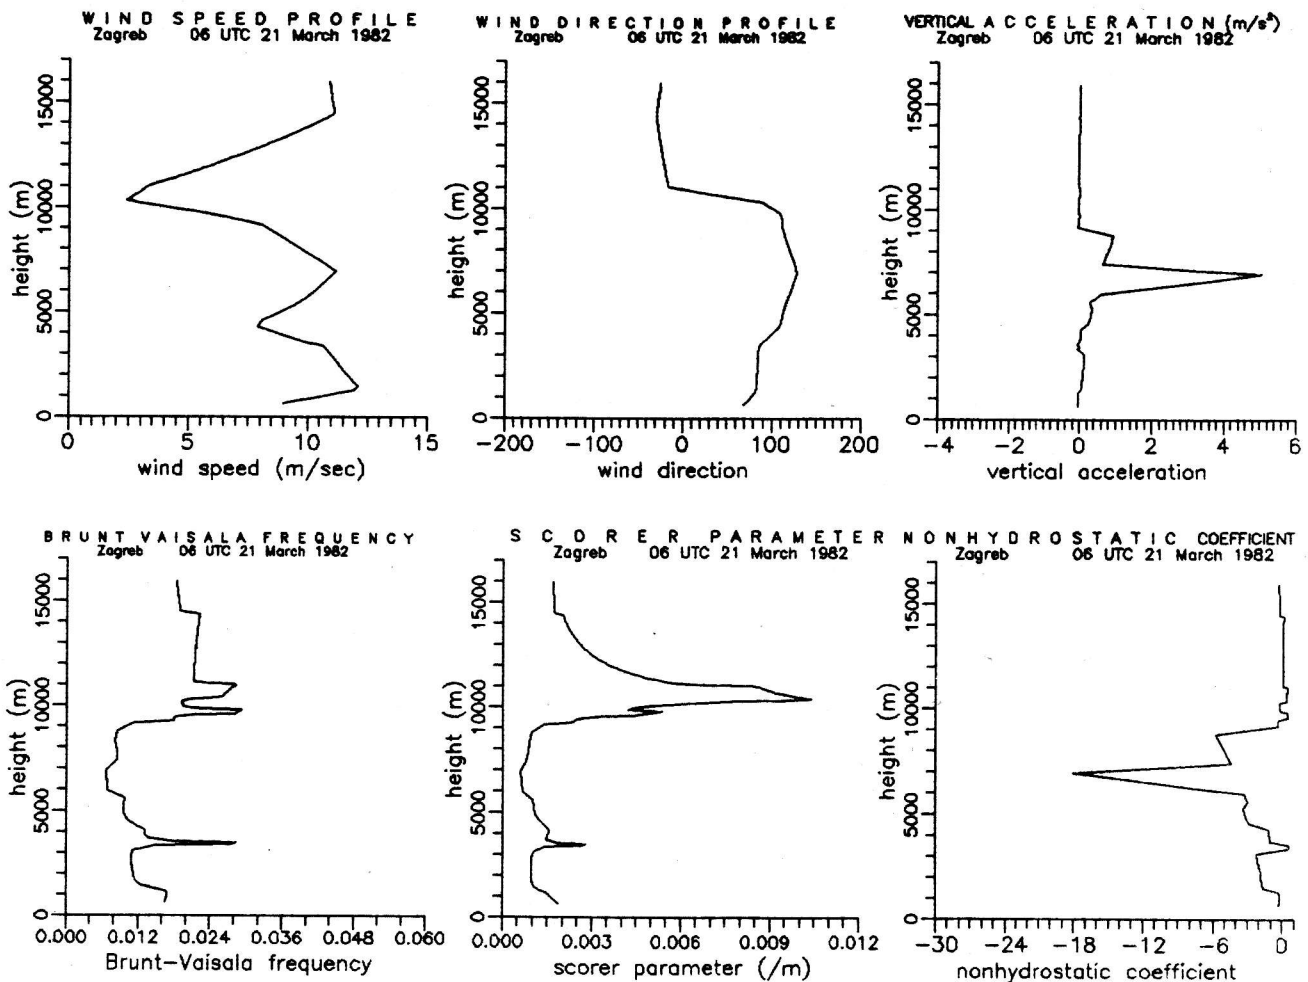 WIND SPEED PROFILE
Zagreb 06 UTC 21 March 1982
height (m)
15000
10000
5000
0
0 5 10 15
wind speed (m/sec)
WIND DIRECTION PROFILE
Zagreb 06 UTC 21 March 1982
height (m)
15000
10000
5000
0
-200 -100 0 100 200
wind direction
VERTICAL ACCELERATION (m/s²)
Zagreb 06 UTC 21 March 1982
height (m)
15000
10000
5000
0
-4 -2 0 2 4 6
vertical acceleration
BRUNT VAISALA FREQUENCY
Zagreb 06 UTC 21 March 1982
height (m)
15000
10000
5000
0
0.000 0.012 0.024 0.036 0.048 0.060
Brunt-Vaisala frequency
SCORER PARAMETER
Zagreb 06 UTC 21 March 1982
height (m)
15000
10000
5000
0
0.000 0.003 0.006 0.009 0.012
scorer parameter (/m)
NONHYDROSTATIC COEFFICIENT
Zagreb 06 UTC 21 March 1982
height (m)
15000
10000
5000
0
-30 -24 -18 -12 -6 0
nonhydrostatic coefficient